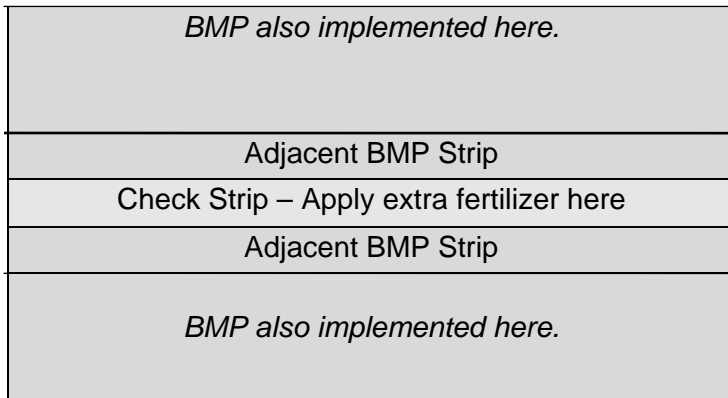 BMP also implemented here.
Adjacent BMP Strip
Check Strip – Apply extra fertilizer here
Adjacent BMP Strip
BMP also implemented here.